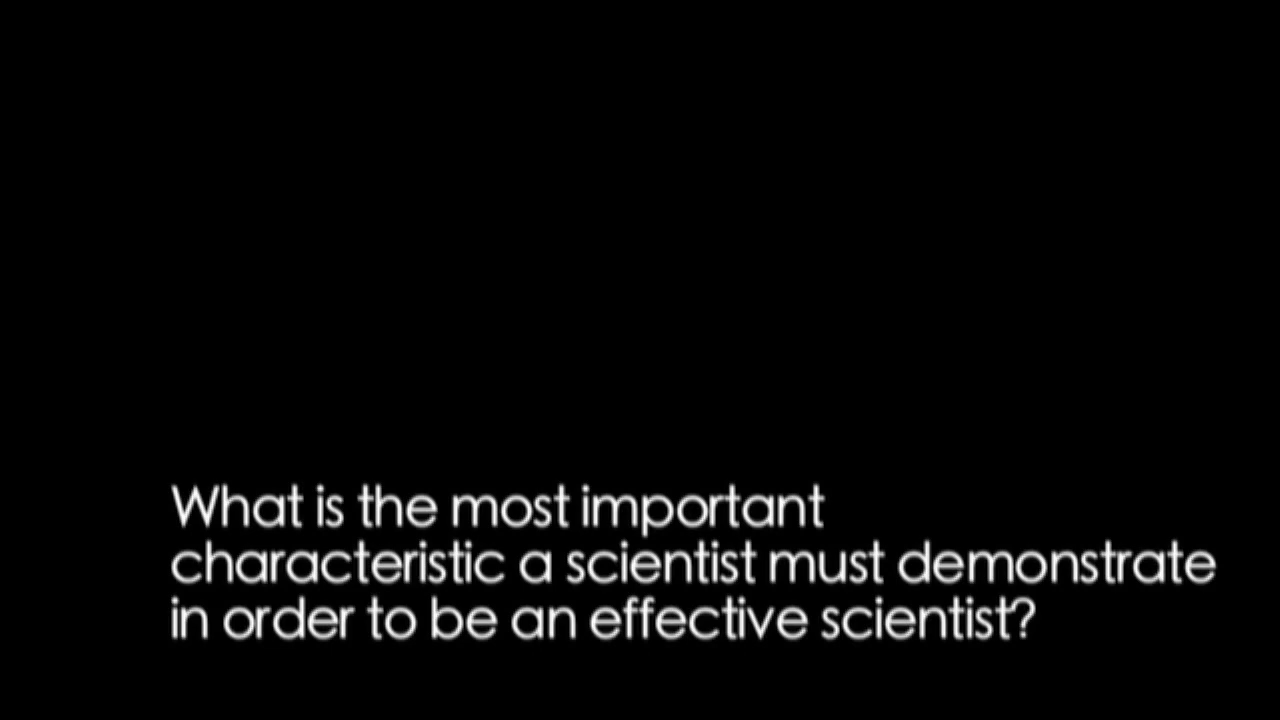 What is the most important
characteristic a scientist must demonstrate
in order to be an effective scientist?